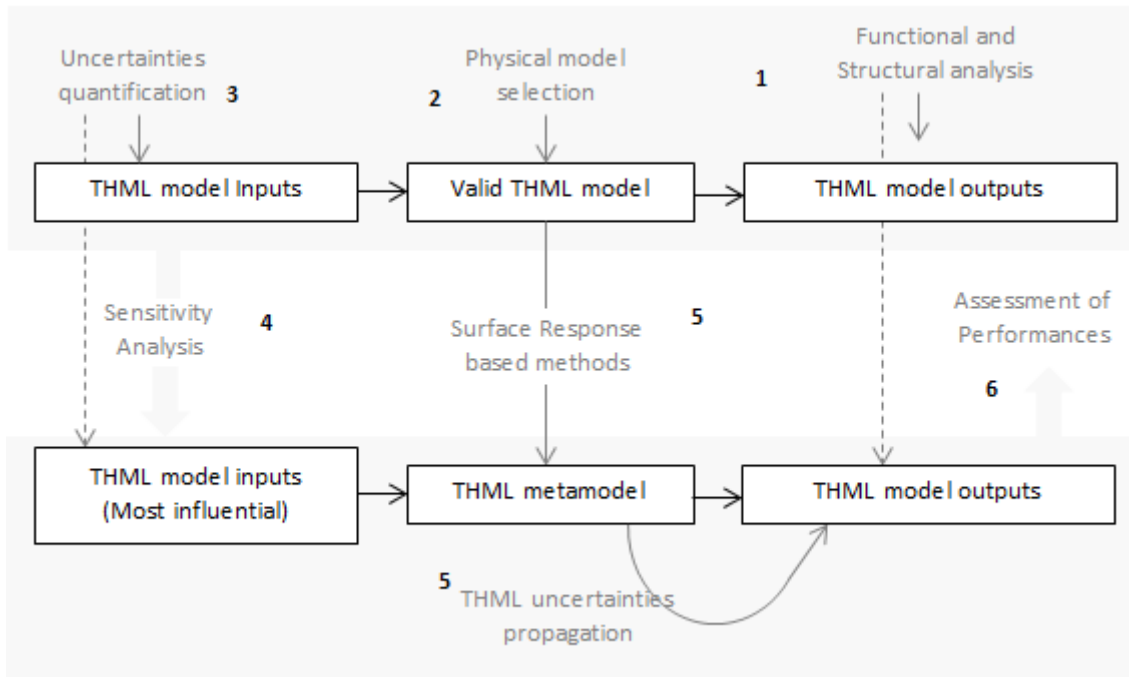 Uncertainties
quantification
3
Physical model
selection
2
Functional and
Structural analysis
1
THML model Inputs
Valid THML model
THML model outputs
Sensitivity
Analysis
4
Surface Response
based methods
5
Assessment of
Performances
6
THML model inputs
(Most influential)
THML metamodel
THML model outputs
5
THML uncertainties
propagation